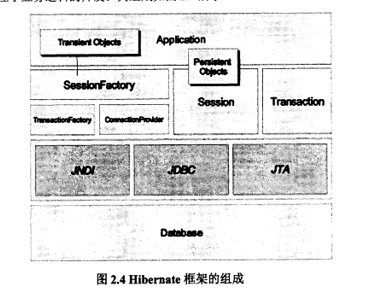 Transient Objects
Application
Persistent
Objects
SessionFactory
Session
Transaction
TransactionFactory
ConnectionProvider
JNDI
JDBC
JTA
Database
图 2.4 Hibernate 框架的组成